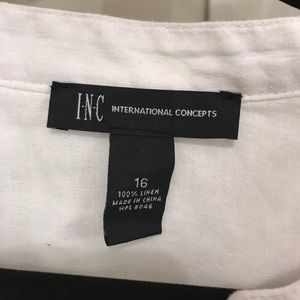 I·N·C INTERNATIONAL CONCEPTS
16
100% LINEN
MADE IN CHINA
WPL 8046